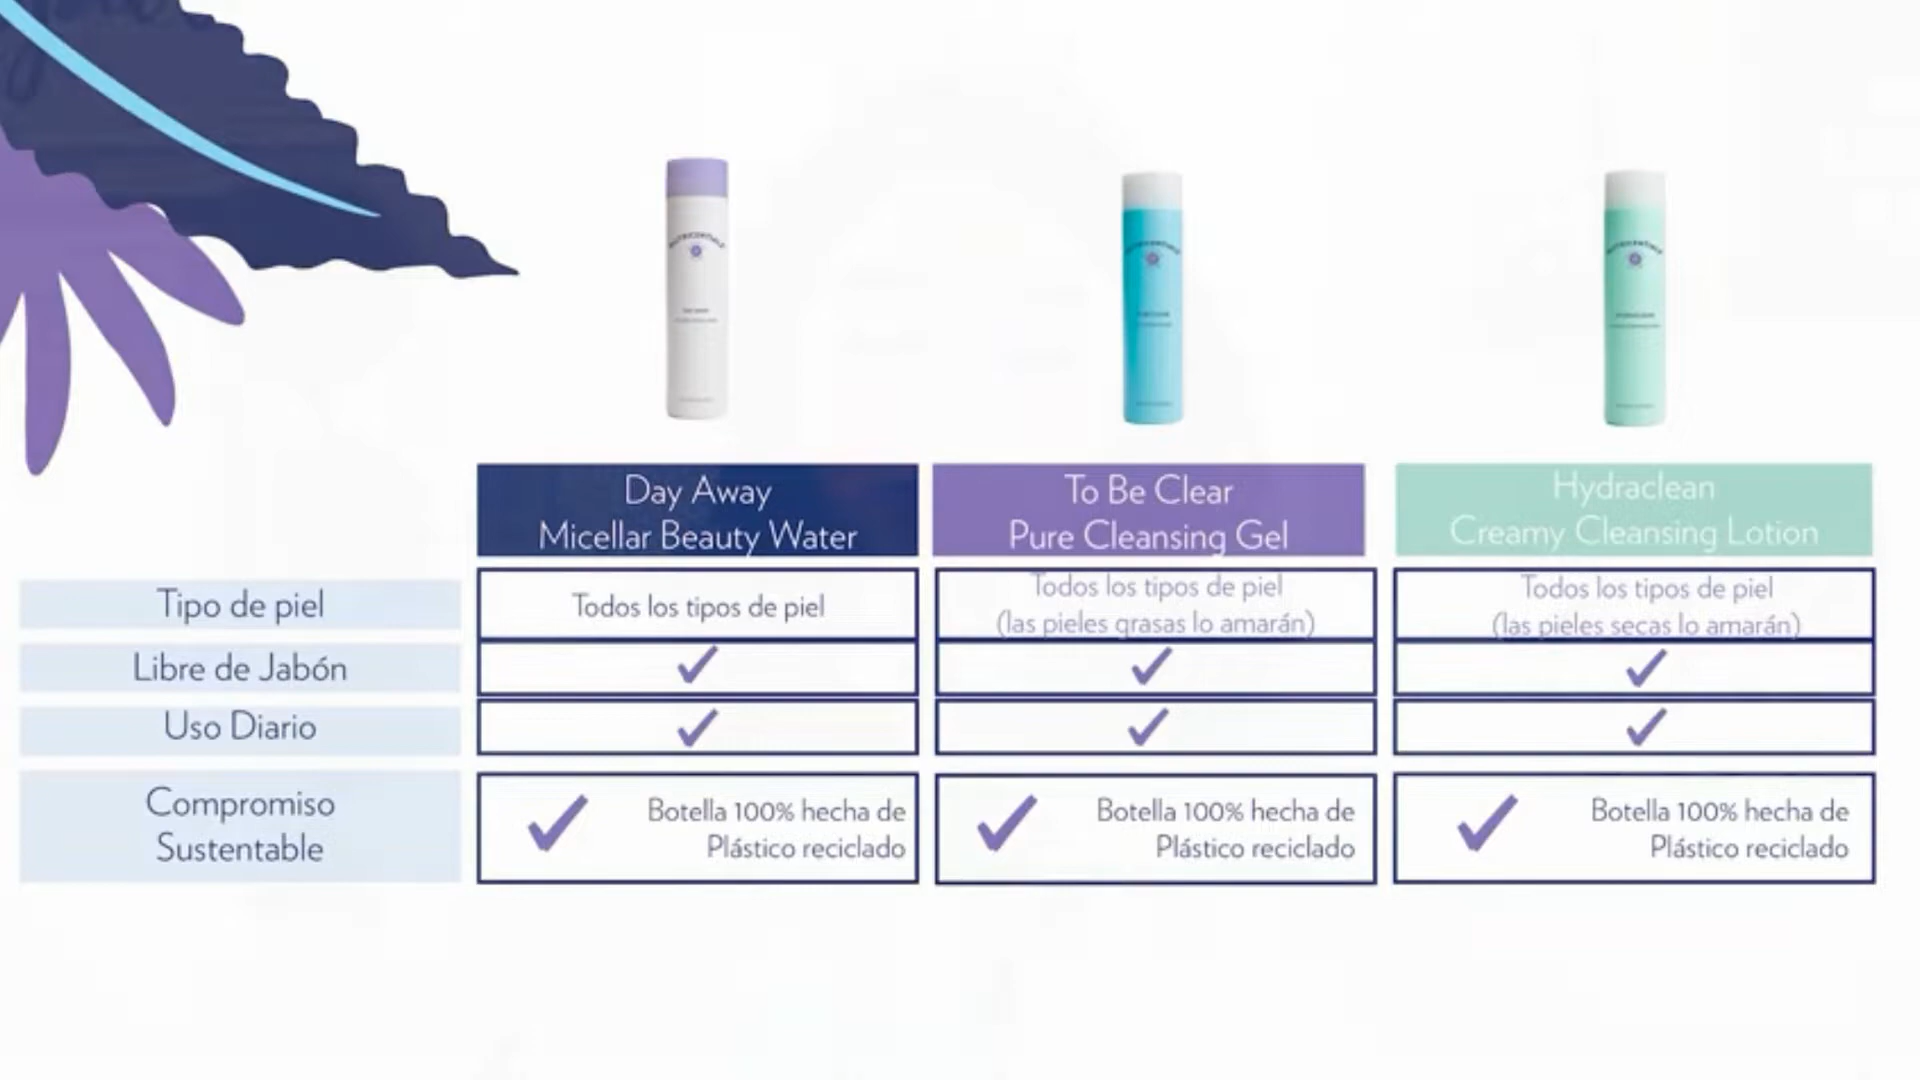 Day Away
Micellar Beauty Water
To Be Clear
Pure Cleansing Gel
Hydraclean
Creamy Cleansing Lotion
Tipo de piel
Todos los tipos de piel
Todos los tipos de piel
(las pieles grasas lo amarán)
Todos los tipos de piel
(las pieles secas lo amarán)
Libre de Jabón
Uso Diario
Compromiso
Sustentable
Botella 100% hecha de
Plástico reciclado
Botella 100% hecha de
Plástico reciclado
Botella 100% hecha de
Plástico reciclado